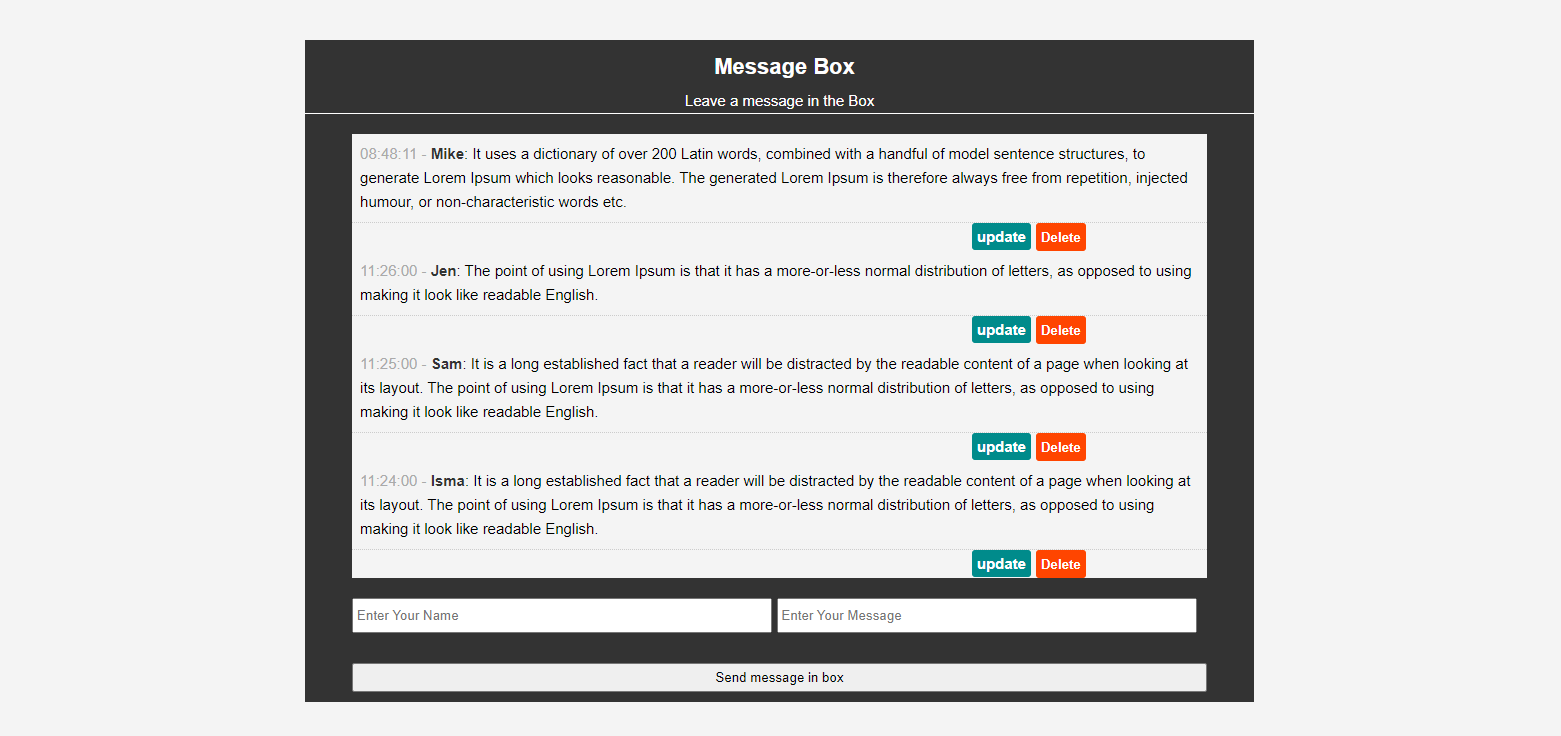 Message Box
Leave a message in the Box
08:48:11 - Mike: It uses a dictionary of over 200 Latin words, combined with a handful of model sentence structures, to
generate Lorem Ipsum which looks reasonable. The generated Lorem Ipsum is therefore always free from repetition, injected
humour, or non-characteristic words etc.
update Delete
11:26:00 - Jen: The point of using Lorem Ipsum is that it has a more-or-less normal distribution of letters, as opposed to using
making it look like readable English.
update Delete
11:25:00 - Sam: It is a long established fact that a reader will be distracted by the readable content of a page when looking at
its layout. The point of using Lorem Ipsum is that it has a more-or-less normal distribution of letters, as opposed to using
making it look like readable English.
update Delete
11:24:00 - Isma: It is a long established fact that a reader will be distracted by the readable content of a page when looking at
its layout. The point of using Lorem Ipsum is that it has a more-or-less normal distribution of letters, as opposed to using
making it look like readable English.
update Delete
Enter Your Name Enter Your Message
Send message in box